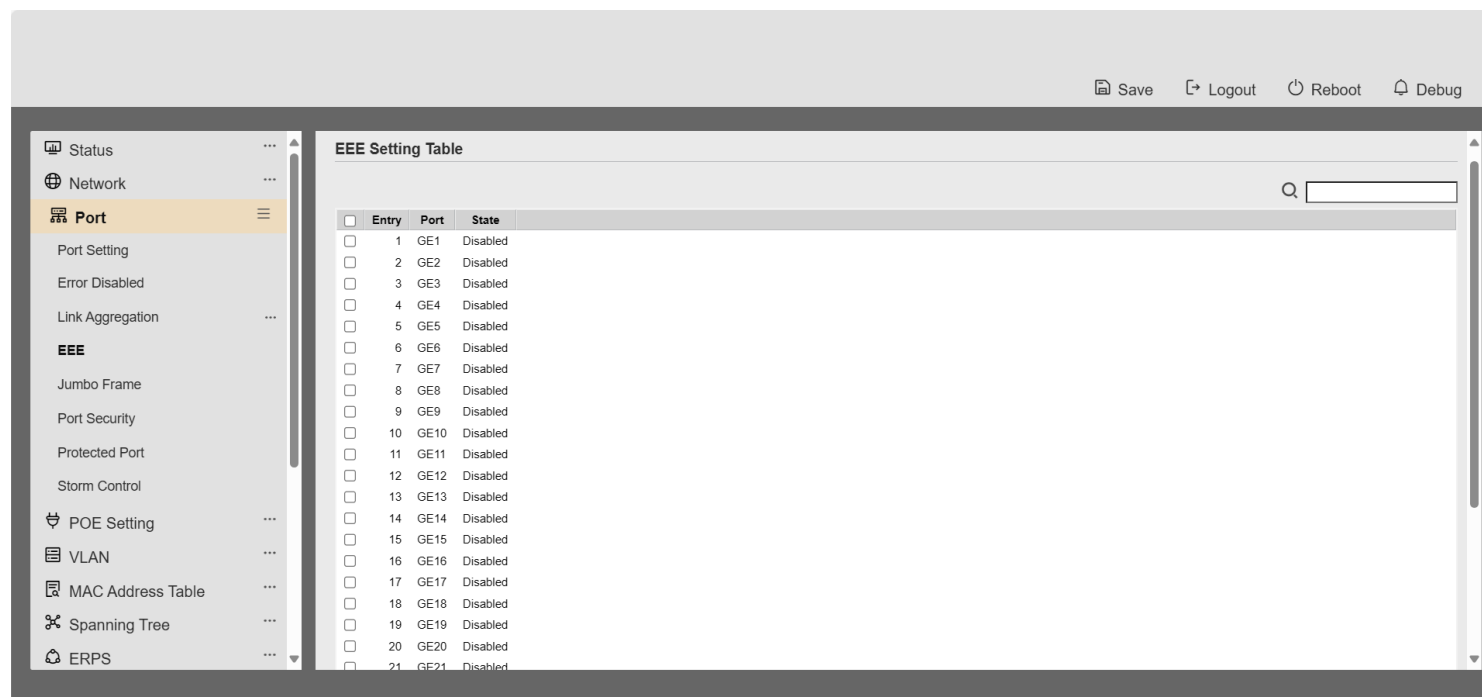 Save Logout Reboot Debug
Status
Network
Port
Port Setting
Error Disabled
Link Aggregation
EEE
Jumbo Frame
Port Security
Protected Port
Storm Control
POE Setting
VLAN
MAC Address Table
Spanning Tree
ERPS
EEE Setting Table
Entry Port State
1 GE1 Disabled
2 GE2 Disabled
3 GE3 Disabled
4 GE4 Disabled
5 GE5 Disabled
6 GE6 Disabled
7 GE7 Disabled
8 GE8 Disabled
9 GE9 Disabled
10 GE10 Disabled
11 GE11 Disabled
12 GE12 Disabled
13 GE13 Disabled
14 GE14 Disabled
15 GE15 Disabled
16 GE16 Disabled
17 GE17 Disabled
18 GE18 Disabled
19 GE19 Disabled
20 GE20 Disabled
21 GE21 Disabled